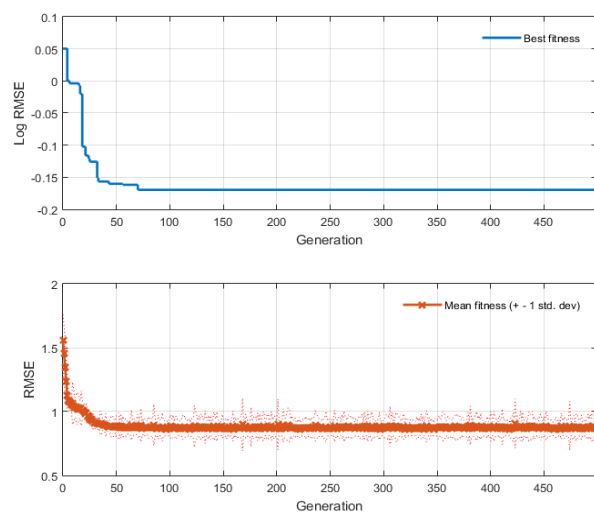 0.1
0.05
0
-0.05
-0.1
-0.15
-0.2
Log RMSE
Best fitness
0 50 100 150 200 250 300 350 400 450
Generation
2
1.5
1
0.5
RMSE
Mean fitness (+ - 1 std. dev)
0 50 100 150 200 250 300 350 400 450
Generation